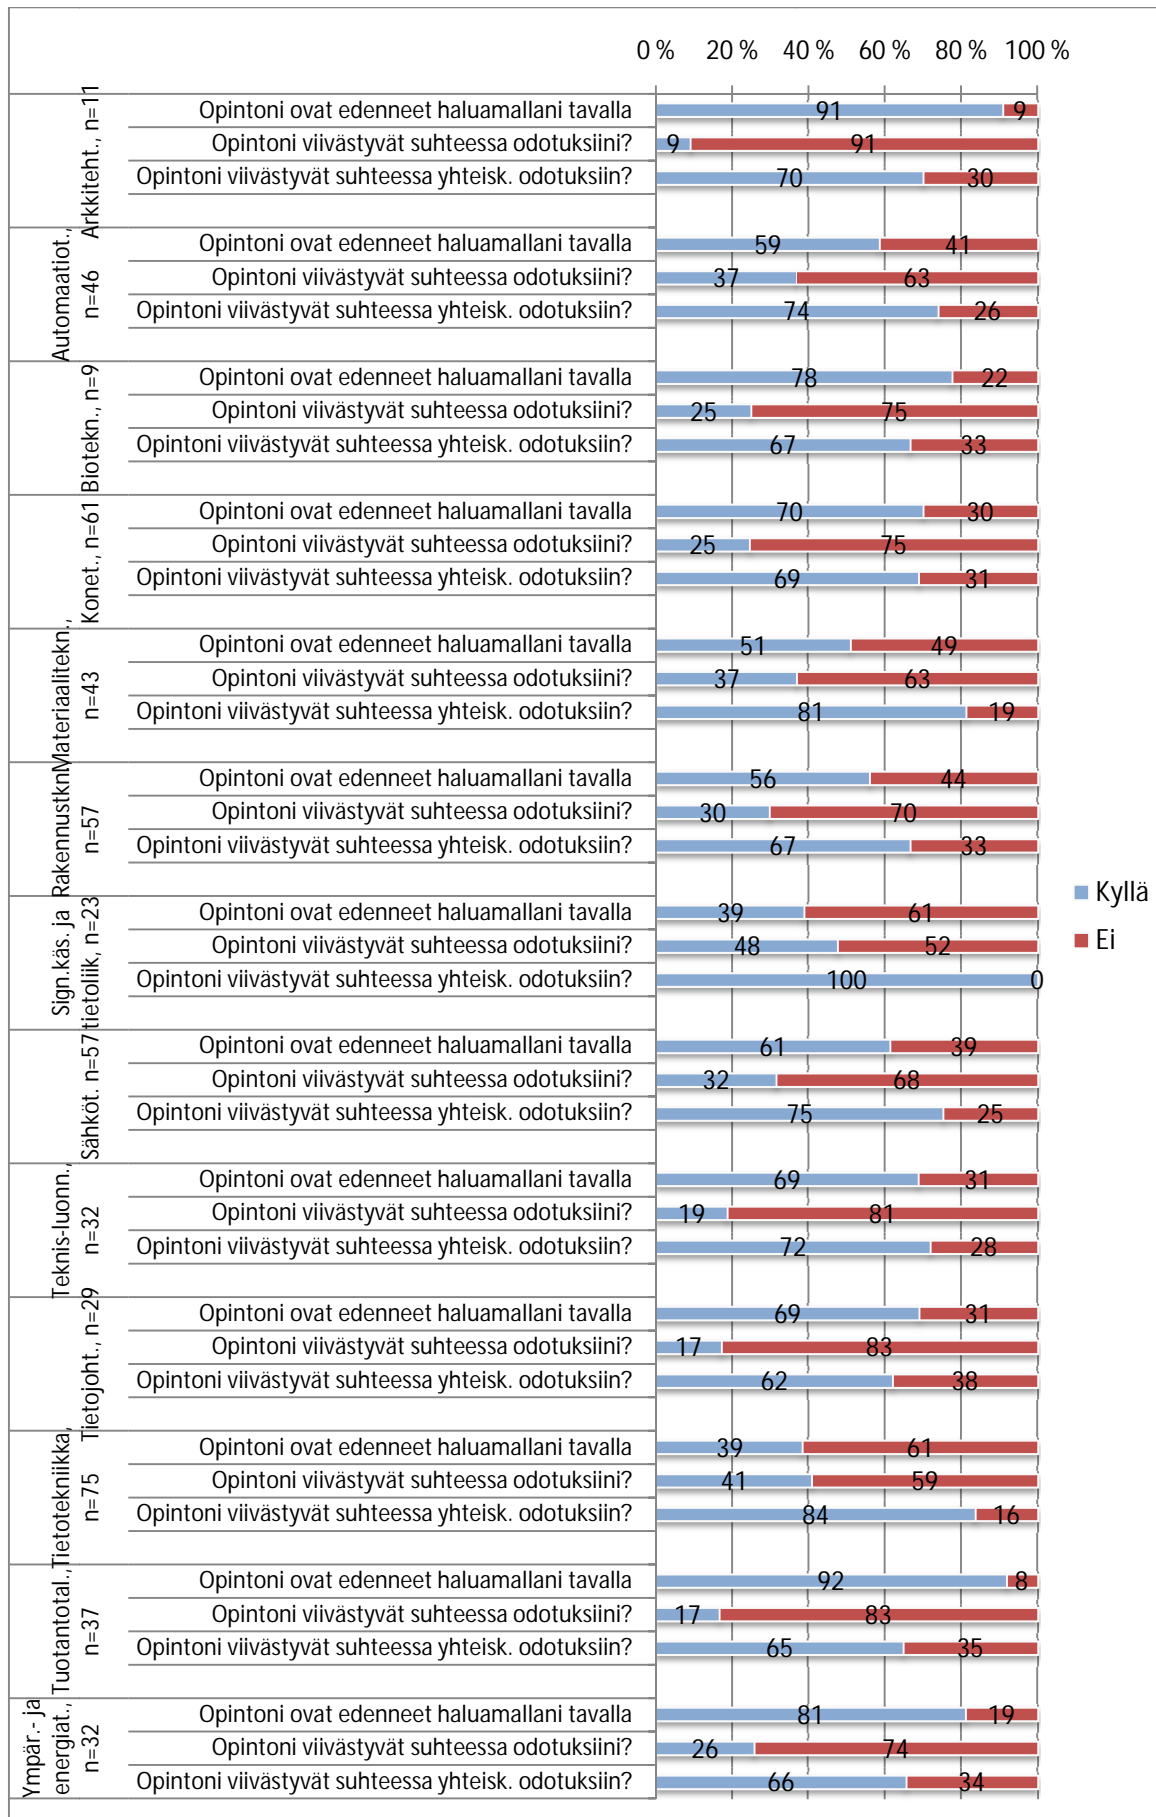 0 % 20 % 40 % 60 % 80 % 100 %
Arkkiteht., n=11
Opintoni ovat edenneet haluamallani tavalla 91 9
Opintoni viivästyvät suhteessa odotuksiini? 9 91
Opintoni viivästyvät suhteessa yhteisk. odotuksiin? 70 30
Automaatiot.,
n=46
Opintoni ovat edenneet haluamallani tavalla 59 41
Opintoni viivästyvät suhteessa odotuksiini? 37 63
Opintoni viivästyvät suhteessa yhteisk. odotuksiin? 74 26
Biotekn., n=9
Opintoni ovat edenneet haluamallani tavalla 78 22
Opintoni viivästyvät suhteessa odotuksiini? 25 75
Opintoni viivästyvät suhteessa yhteisk. odotuksiin? 67 33
Konet., n=61
Opintoni ovat edenneet haluamallani tavalla 70 30
Opintoni viivästyvät suhteessa odotuksiini? 25 75
Opintoni viivästyvät suhteessa yhteisk. odotuksiin? 69 31
Materiaalitekn.,
n=43
Opintoni ovat edenneet haluamallani tavalla 51 49
Opintoni viivästyvät suhteessa odotuksiini? 37 63
Opintoni viivästyvät suhteessa yhteisk. odotuksiin? 81 19
Rakennustkn
n=57
Opintoni ovat edenneet haluamallani tavalla 56 44
Opintoni viivästyvät suhteessa odotuksiini? 30 70
Opintoni viivästyvät suhteessa yhteisk. odotuksiin? 67 33
Sign.käs. ja
tietoliik, n=23
Opintoni ovat edenneet haluamallani tavalla 39 61
Opintoni viivästyvät suhteessa odotuksiini? 48 52
Opintoni viivästyvät suhteessa yhteisk. odotuksiin? 100 0
Kyllä
Ei
Sähköt. n=57
Opintoni ovat edenneet haluamallani tavalla 61 39
Opintoni viivästyvät suhteessa odotuksiini? 32 68
Opintoni viivästyvät suhteessa yhteisk. odotuksiin? 75 25
Teknis-luonn.,
n=32
Opintoni ovat edenneet haluamallani tavalla 69 31
Opintoni viivästyvät suhteessa odotuksiini? 19 81
Opintoni viivästyvät suhteessa yhteisk. odotuksiin? 72 28
Tietojoht., n=29
Opintoni ovat edenneet haluamallani tavalla 69 31
Opintoni viivästyvät suhteessa odotuksiini? 17 83
Opintoni viivästyvät suhteessa yhteisk. odotuksiin? 62 38
Tietotekniikka,
n=75
Opintoni ovat edenneet haluamallani tavalla 39 61
Opintoni viivästyvät suhteessa odotuksiini? 41 59
Opintoni viivästyvät suhteessa yhteisk. odotuksiin? 84 16
Tuotantotal.,
n=37
Opintoni ovat edenneet haluamallani tavalla 92 8
Opintoni viivästyvät suhteessa odotuksiini? 17 83
Opintoni viivästyvät suhteessa yhteisk. odotuksiin? 65 35
Ympär.- ja
energiat.,
n=32
Opintoni ovat edenneet haluamallani tavalla 81 19
Opintoni viivästyvät suhteessa odotuksiini? 26 74
Opintoni viivästyvät suhteessa yhteisk. odotuksiin? 66 34